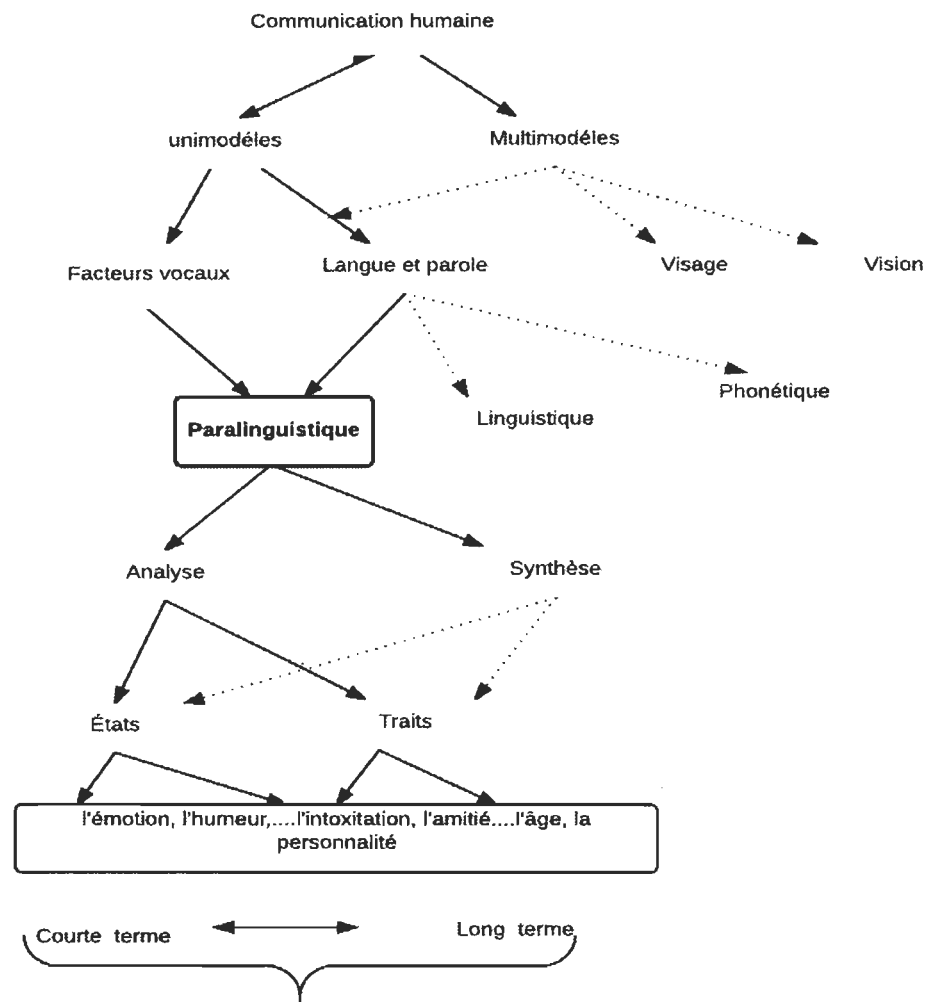 Communication humaine
unimodéles
Multimodéles
Facteurs vocaux
Langue et parole
Visage
Vision
Paralinguistique
Linguistique
Phonétique
Analyse
Synthèse
États
Traits
l'émotion, l'humeur,....l'intoxitation, l'amitié....l'âge, la
personnalité
Courte terme
Long terme